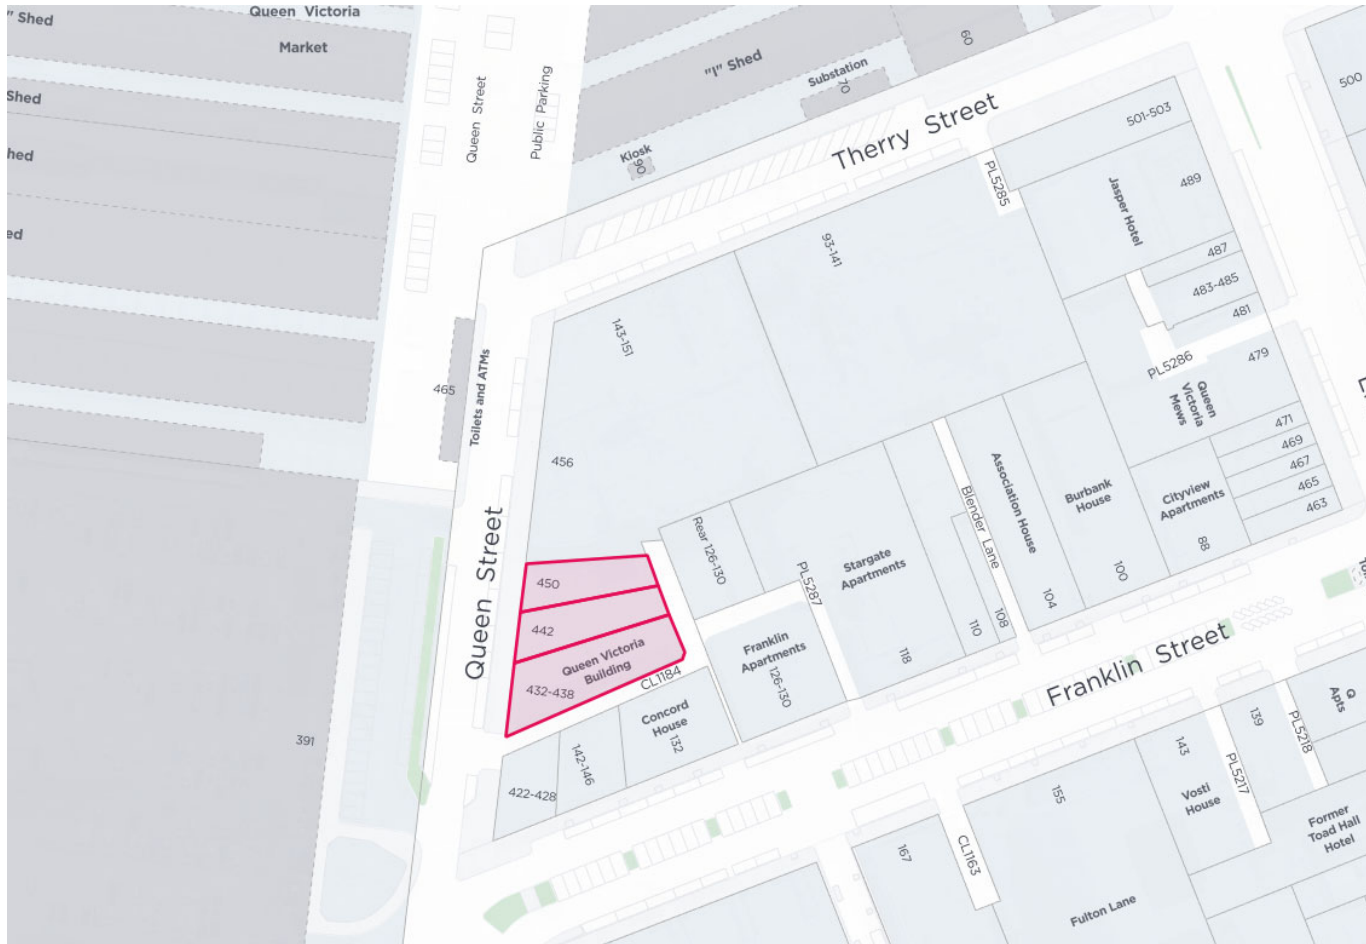 " Shed
Queen Victoria
Market
Shed
hed
ed
Queen Street
Public Parking
"I" Shed
60
Substation
70
Kiosk
90
Therry Street
501-503
500
PL5285
Jasper Hotel
489
487
483-485
481
PL5286
479
Queen
Victoria
Mews
93-141
143-151
465
Toilets and ATMs
456
Queen Street
471
469
467
465
463
Cityview
Apartments
88
Burbank
House
100
Association House
104
Blender Lane
108
110
Stargate
Apartments
118
PL5287
Rear 126-130
Franklin
Apartments
126-130
450
442
Queen Victoria
Building
432-438
CL1184
Concord
House
132
142-146
422-428
391
Franklin Street
Q
Apts
PL5218
139
PL5217
143
Vosti
House
Former
Toad Hall
Hotel
155
CL1163
167
Fulton Lane